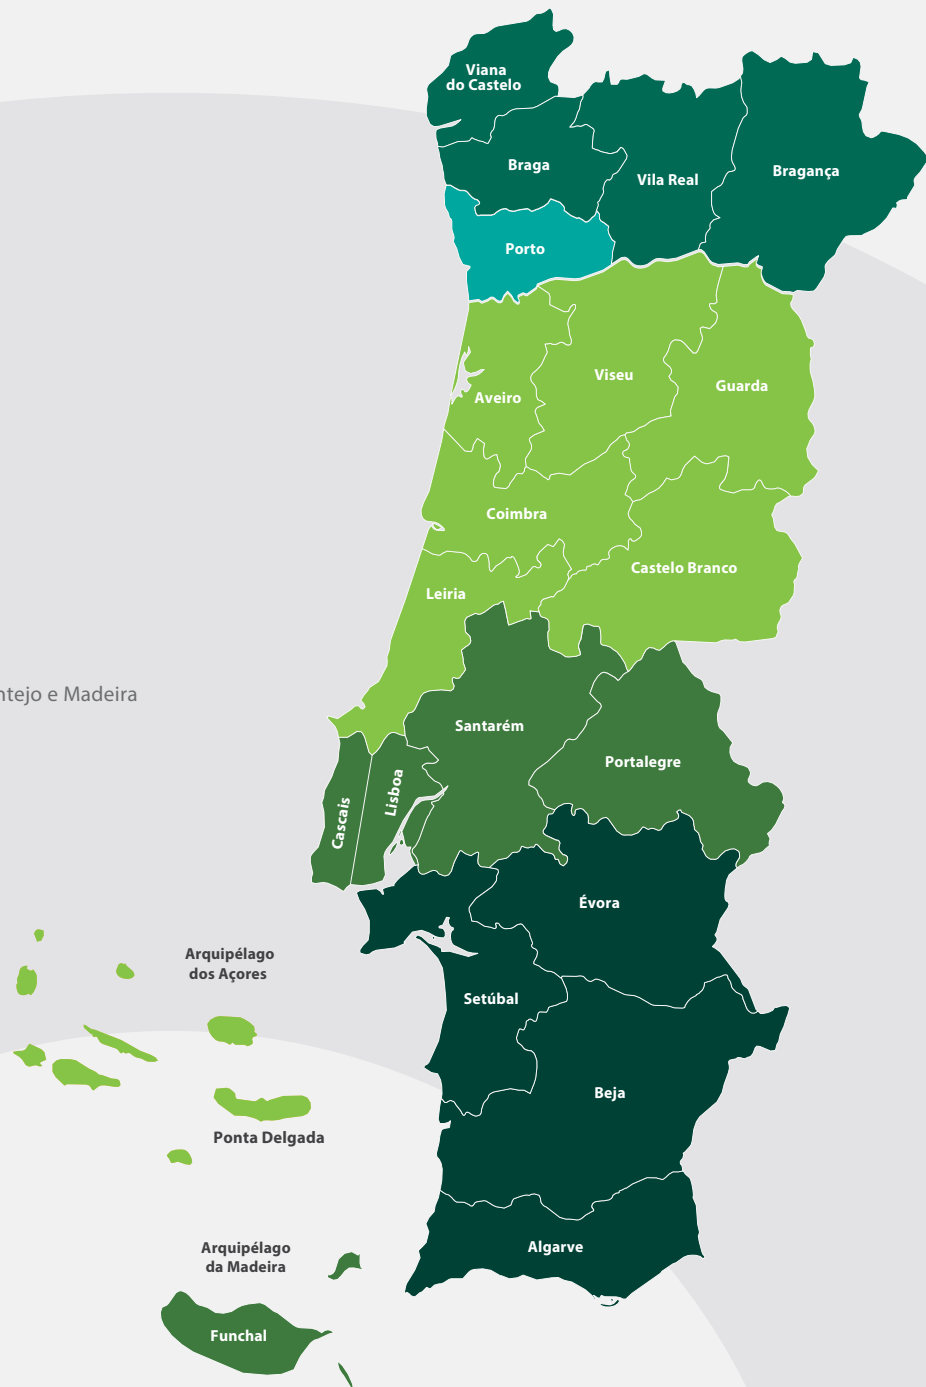 Viana
do Castelo
Braga
Vila Real
Bragança
Porto
Viseu
Guarda
Aveiro
Coimbra
Castelo Branco
Leiria
ntejo e Madeira
Santarém
Portalegre
Lisboa
Cascais
Évora
Arquipélago
dos Açores
Setúbal
Beja
Ponta Delgada
Arquipélago
da Madeira
Algarve
Funchal